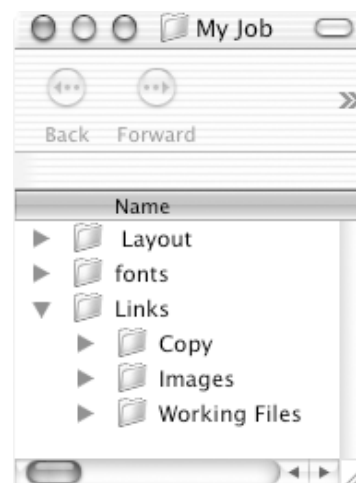 My Job
Back Forward
Name
Layout
fonts
Links
Copy
Images
Working Files